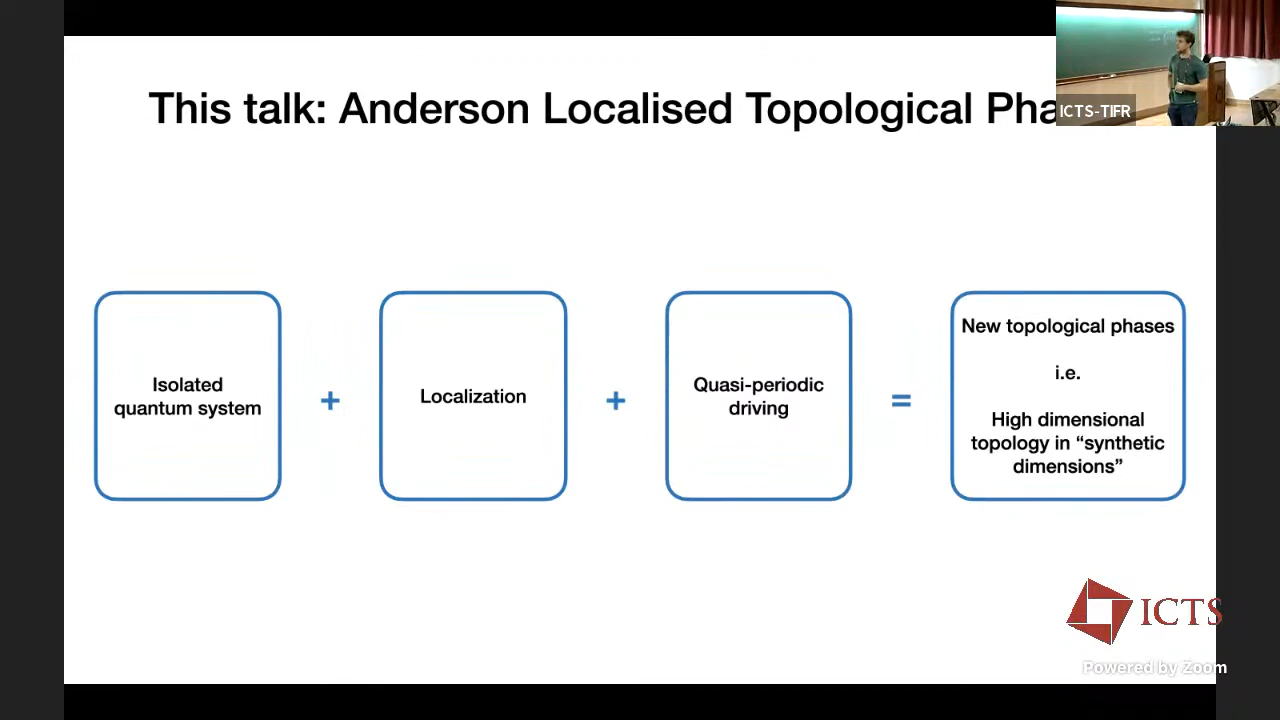 This talk: Anderson Localised Topological Pha
ICTS-TIFR
Isolated
quantum system
+
Localization
+
Quasi-periodic
driving
=
New topological phases
i.e.
High dimensional
topology in “synthetic
dimensions”
ICTS
Powered by Zoom